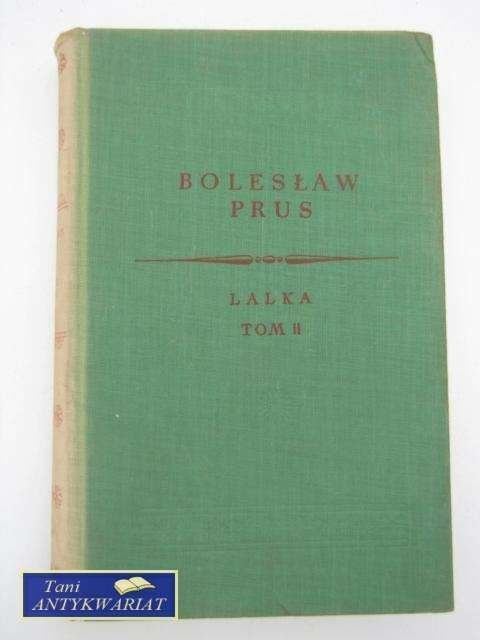 BOLESŁAW
PRUS
LALKA
TOM II
Tani
ANTYKWARIAT